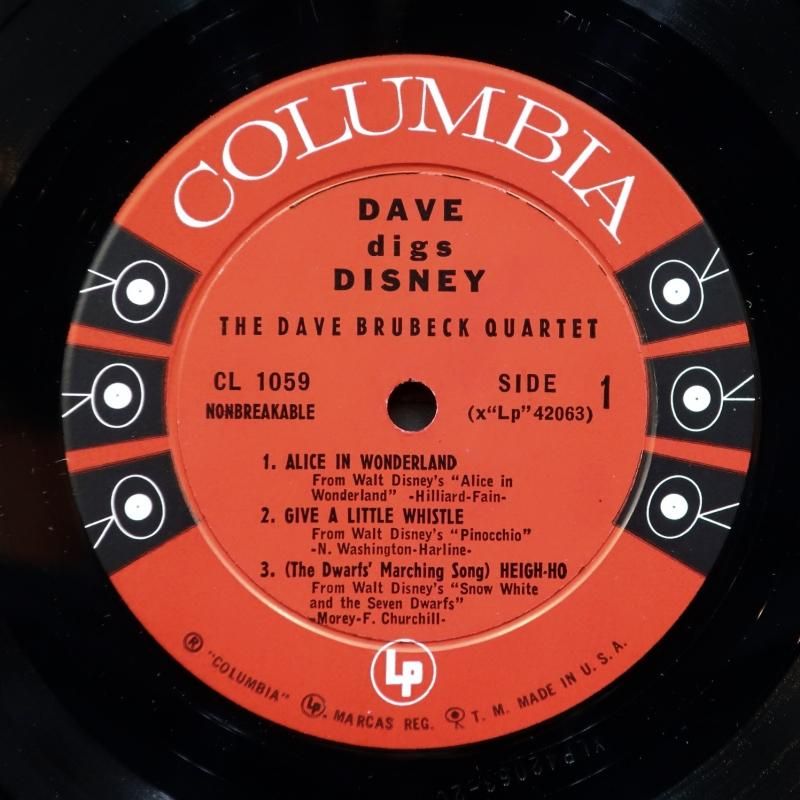 COLUMBIA
DAVE
digs
DISNEY
THE DAVE BRUBECK QUARTET
CL 1059
NONBREAKABLE
SIDE 1
(x“Lp”42063)
1. ALICE IN WONDERLAND
From Walt Disney's “Alice in
Wonderland” -Hilliard-Fain-
2. GIVE A LITTLE WHISTLE
From Walt Disney's “Pinocchio”
-N. Washington-Harline-
3. (The Dwarfs' Marching Song) HEIGH-HO
From Walt Disney's “Snow White
and the Seven Dwarfs”
-Morey-F. Churchill-
Lp
® “COLUMBIA” Lp MARCAS REG. T. M. MADE IN U. S. A.